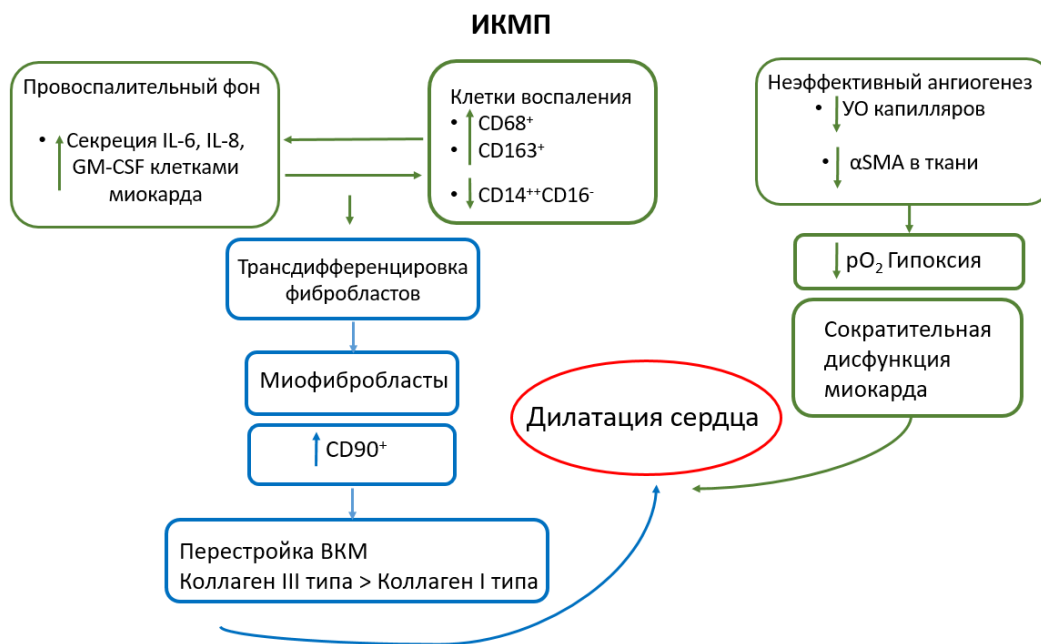 ИКМП
Провоспалительный фон
• Секреция IL-6, IL-8,
GM-CSF клетками
миокарда
Клетки воспаления
• CD68⁺
• CD163⁺
• CD14⁺⁺CD16⁻
Неэффективный ангиогенез
• УО капилляров
• αSMA в ткани
pO₂ Гипоксия
Сократительная
дисфункция
миокарда
Трансдифференцировка
фибробластов
Миофибробласты
CD90⁺
Перестройка ВКМ
Коллаген III типа > Коллаген I типа
Дилатация сердца